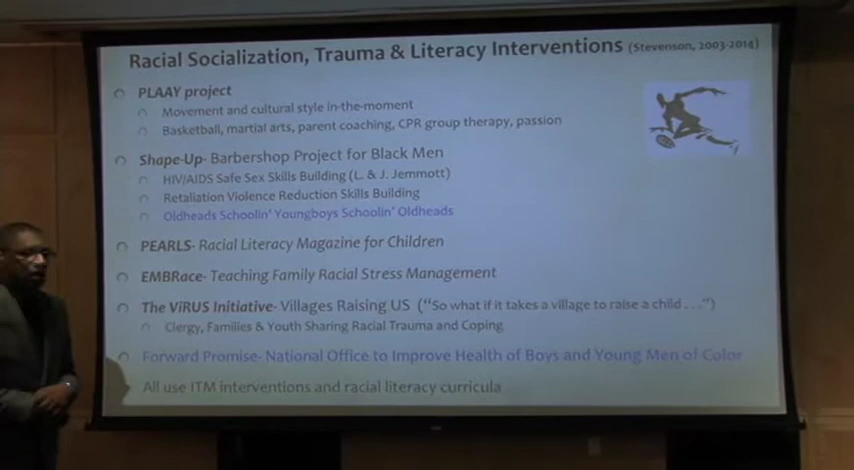 Racial Socialization, Trauma & Literacy Interventions (Stevenson, 2003-2014)
PLAAY project
Movement and cultural style in-the-moment
Basketball, martial arts, parent coaching, CPR group therapy, passion
Shape-Up- Barbershop Project for Black Men
HIV/AIDS Safe Sex Skills Building (L. & J. Jemmott)
Retaliation Violence Reduction Skills Building
Oldheads Schoolin' Youngboys Schoolin' Oldheads
PEARLS- Racial Literacy Magazine for Children
EMBRace- Teaching Family Racial Stress Management
The ViRUS Initiative- Villages Raising US ("So what if it takes a village to raise a child . . .")
Clergy, Families & Youth Sharing Racial Trauma and Coping
Forward Promise- National Office to Improve Health of Boys and Young Men of Color
All use ITM interventions and racial literacy curricula